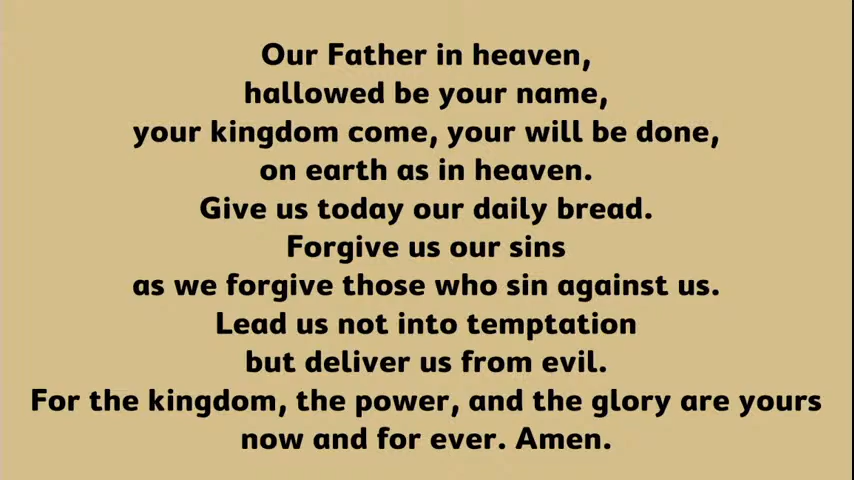 Our Father in heaven,
hallowed be your name,
your kingdom come, your will be done,
on earth as in heaven.
Give us today our daily bread.
Forgive us our sins
as we forgive those who sin against us.
Lead us not into temptation
but deliver us from evil.
For the kingdom, the power, and the glory are yours
now and for ever. Amen.